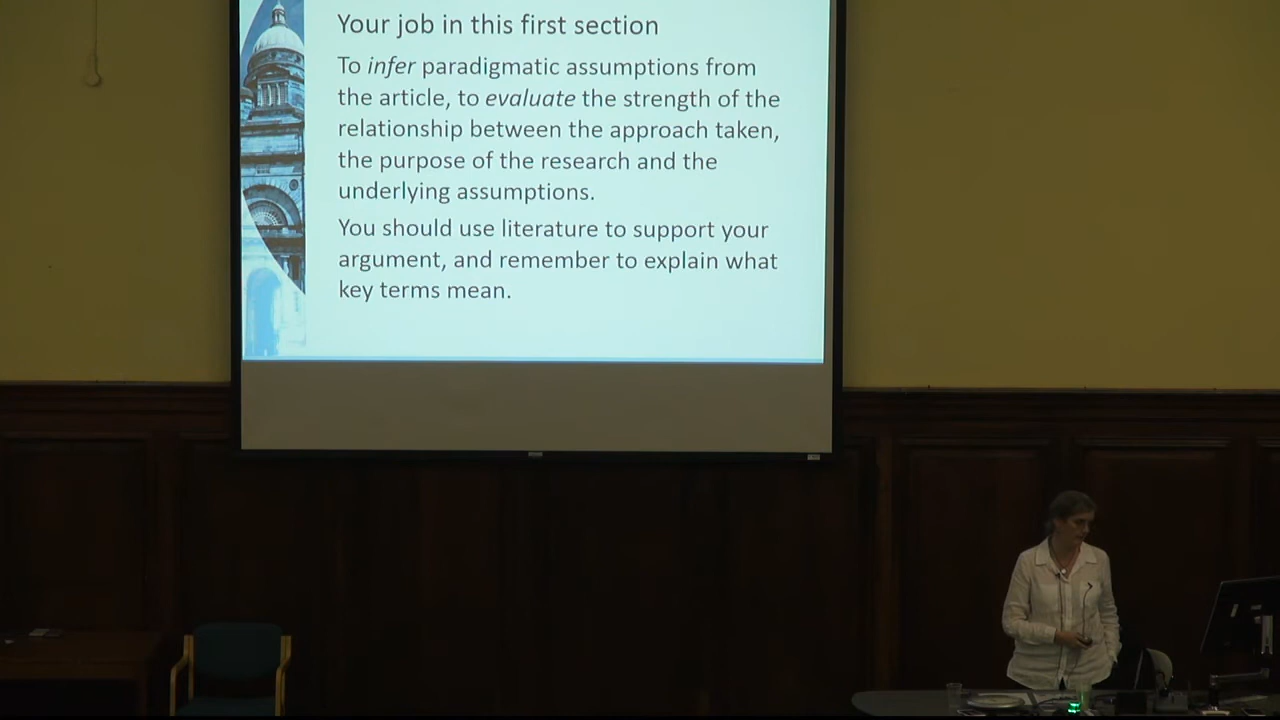 Your job in this first section
To infer paradigmatic assumptions from
the article, to evaluate the strength of the
relationship between the approach taken,
the purpose of the research and the
underlying assumptions.
You should use literature to support your
argument, and remember to explain what
key terms mean.